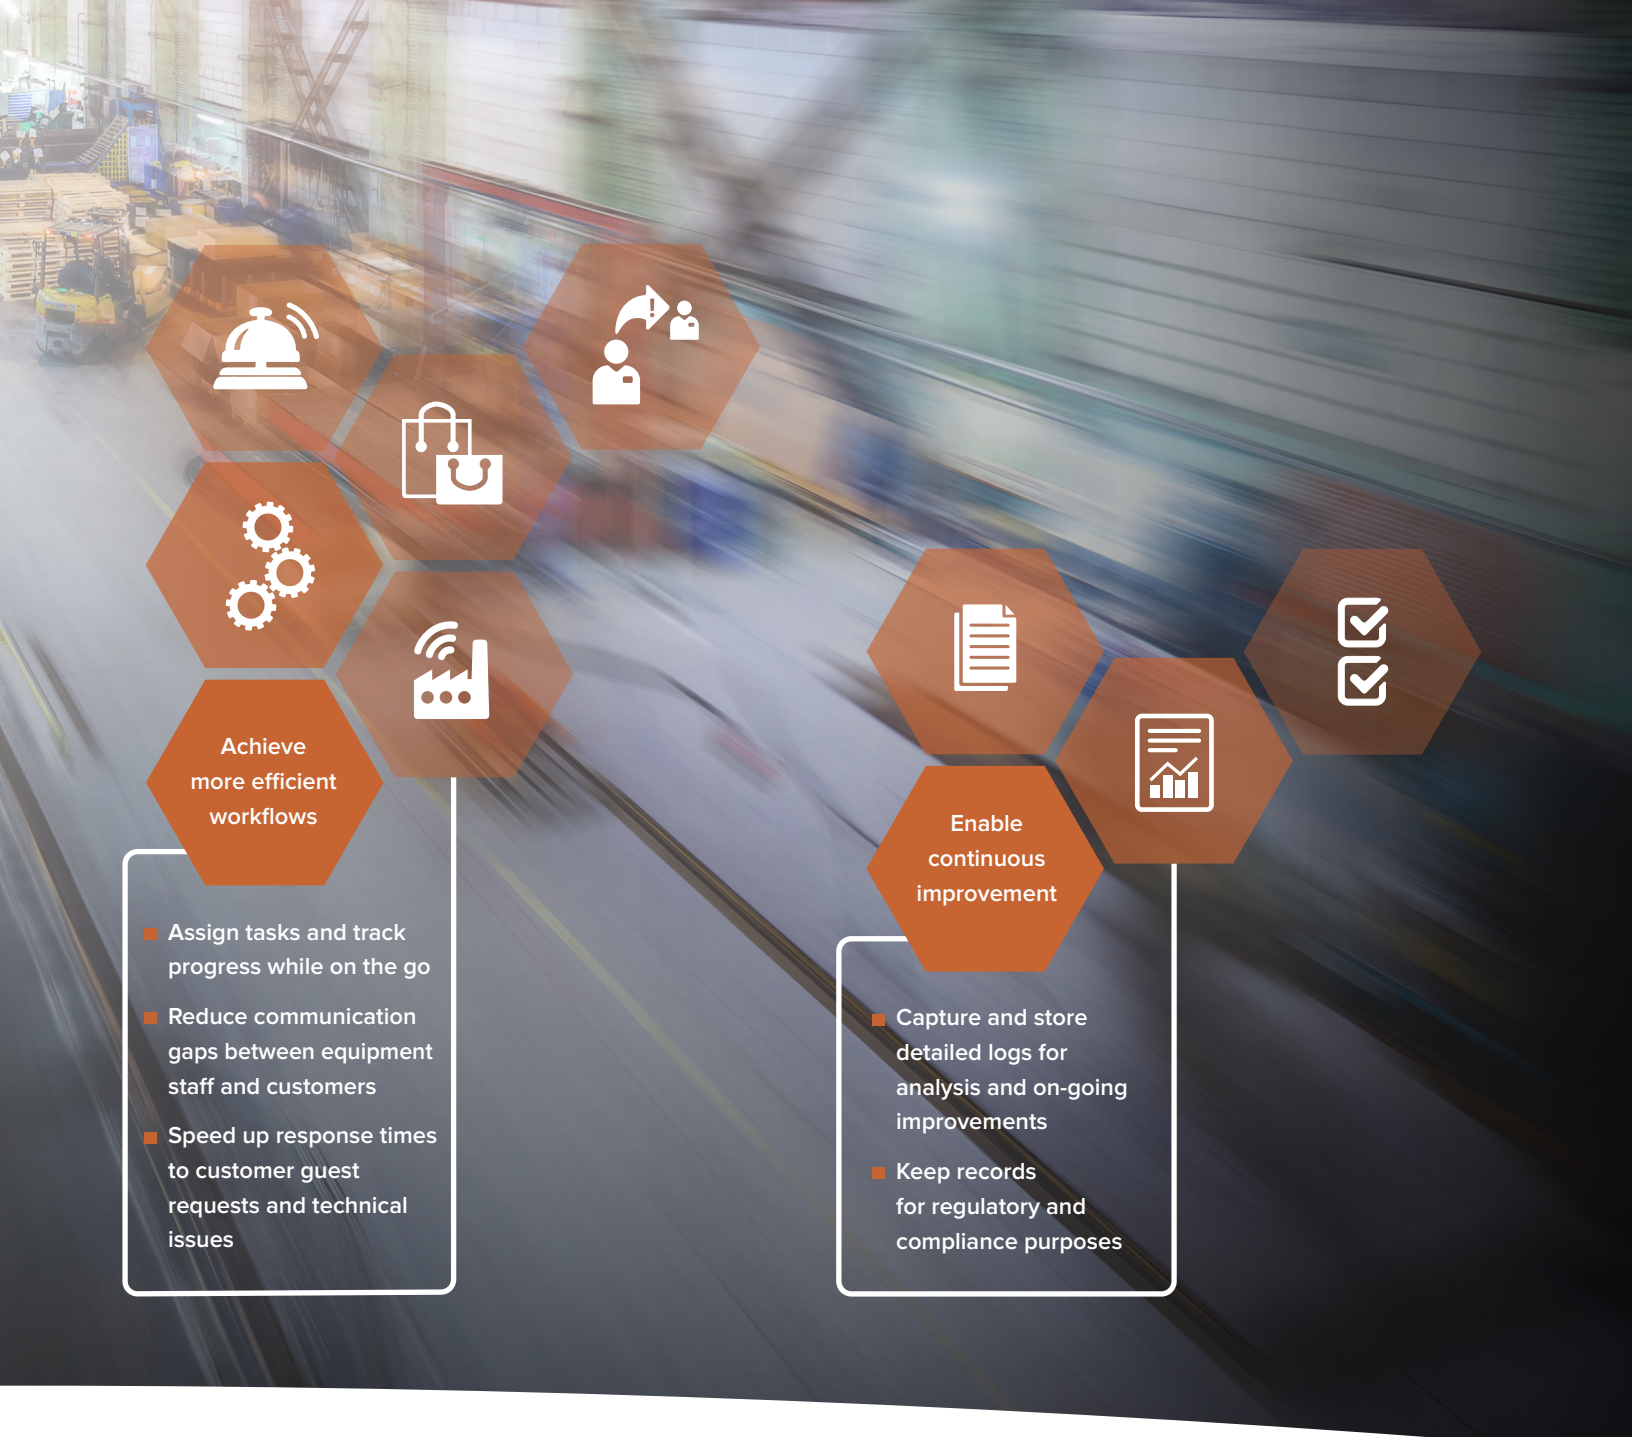 Achieve
more efficient
workflows
Assign tasks and track
progress while on the go
Reduce communication
gaps between equipment
staff and customers
Speed up response times
to customer guest
requests and technical
issues
Enable
continuous
improvement
Capture and store
detailed logs for
analysis and on-going
improvements
Keep records
for regulatory and
compliance purposes